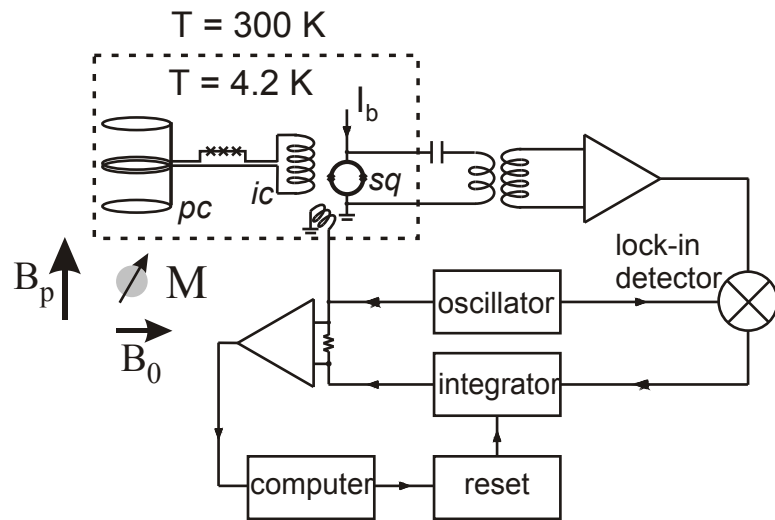 T = 300 K
T = 4.2 K
I_b
pc
ic
sq
B_p
M
B_0
lock-in
detector
oscillator
integrator
computer
reset